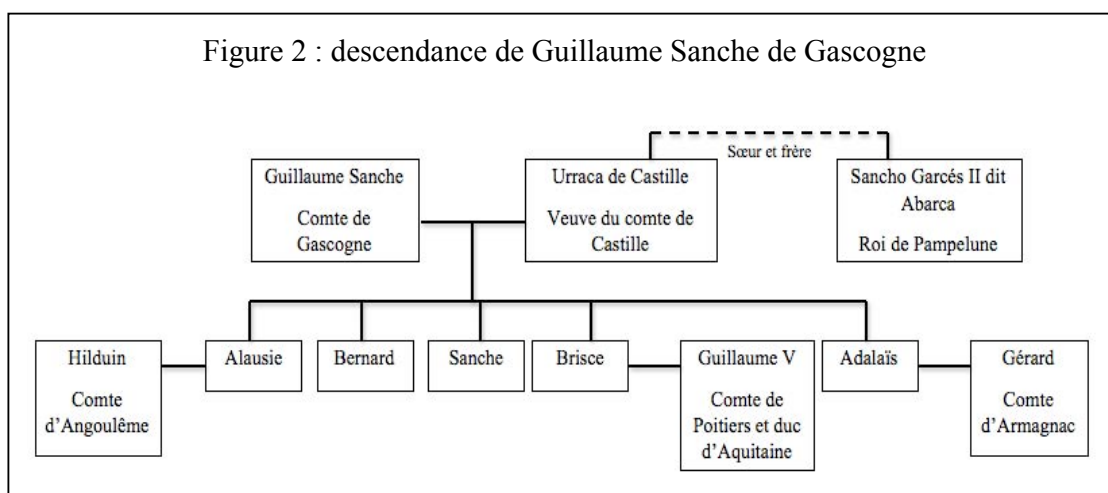 Figure 2 : descendance de Guillaume Sanche de Gascogne
Sœur et frère
Guillaume Sanche
Comte de
Gascogne
Urraca de Castille
Veuve du comte de
Castille
Sancho Garcés II dit
Abarca
Roi de Pampelune
Hilduin
Comte
d’Angoulême
Alausie
Bernard
Sanche
Brisce
Guillaume V
Comte de
Poitiers et duc
d’Aquitaine
Adalaïs
Gérard
Comte
d’Armagnac